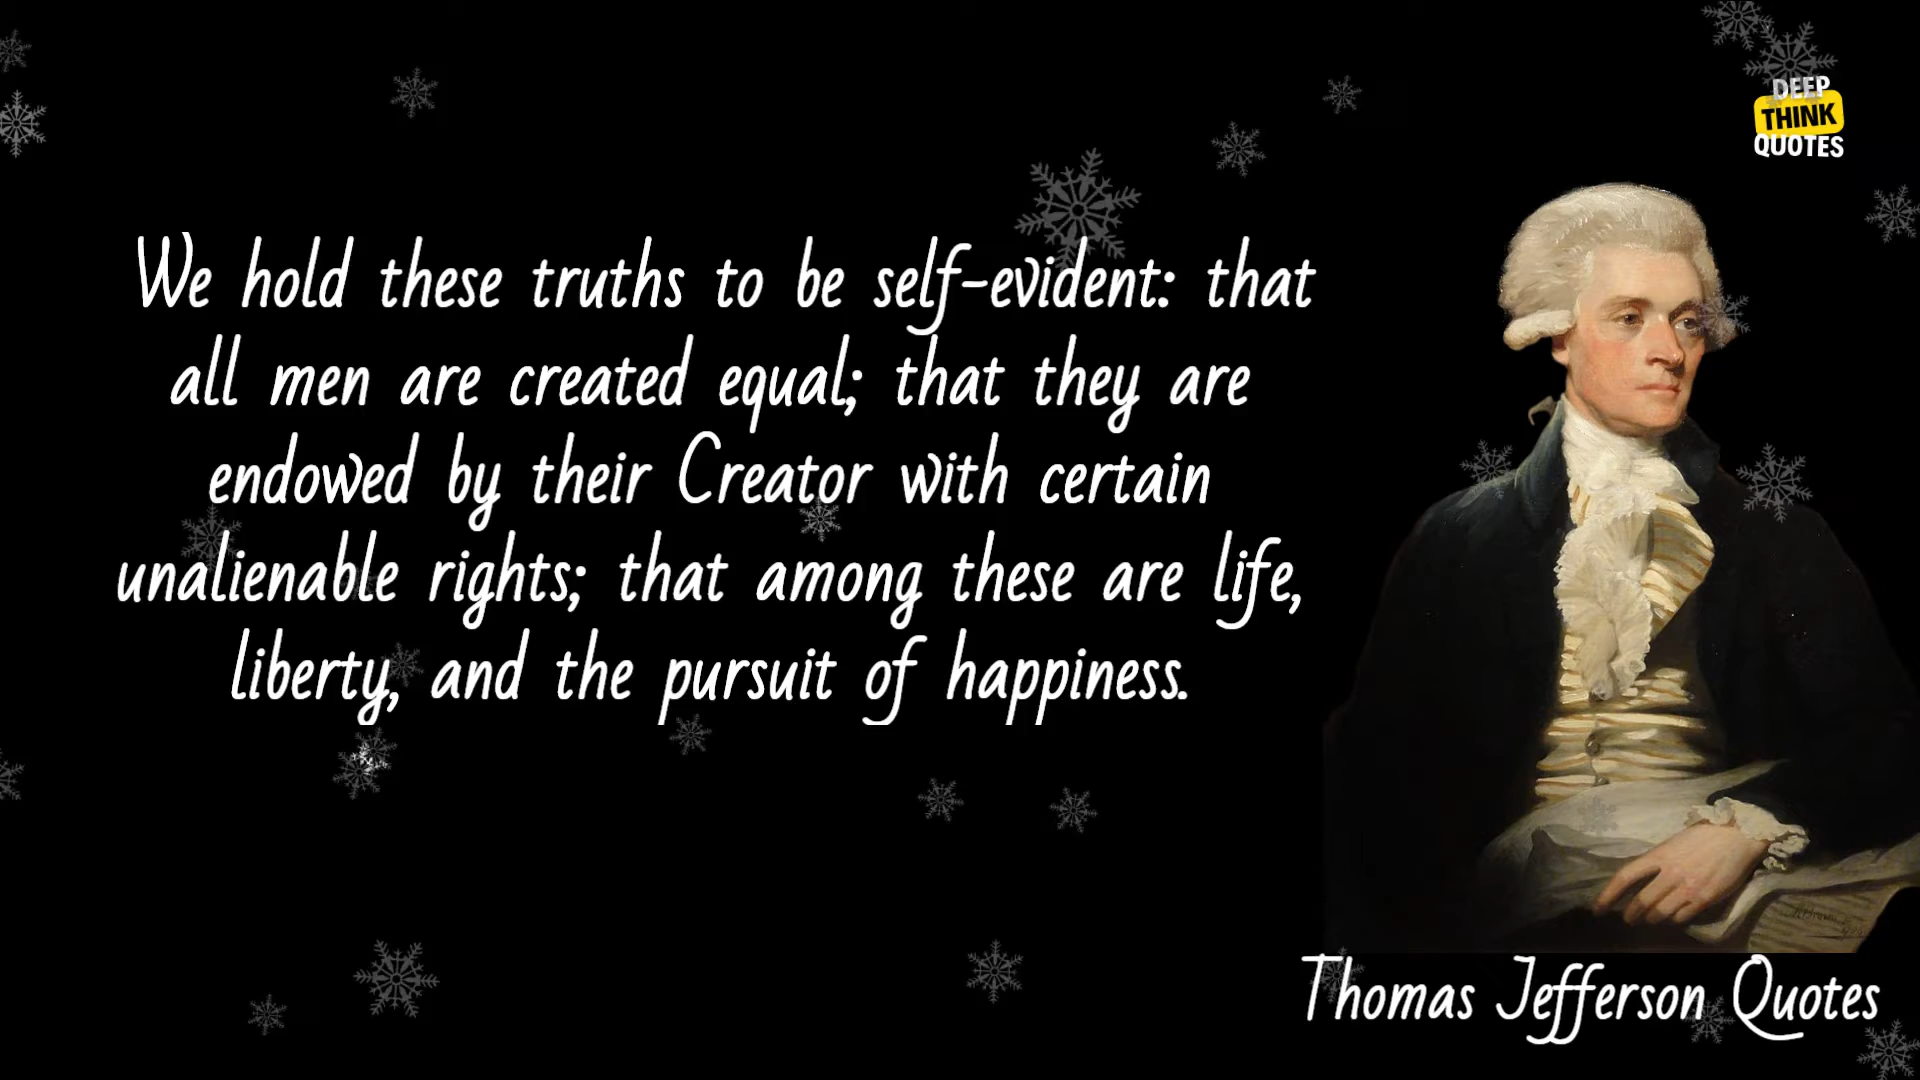 DEEP
THINK
QUOTES
We hold these truths to be self-evident: that
all men are created equal; that they are
endowed by their Creator with certain
unalienable rights; that among these are life,
liberty, and the pursuit of happiness.
Thomas Jefferson Quotes